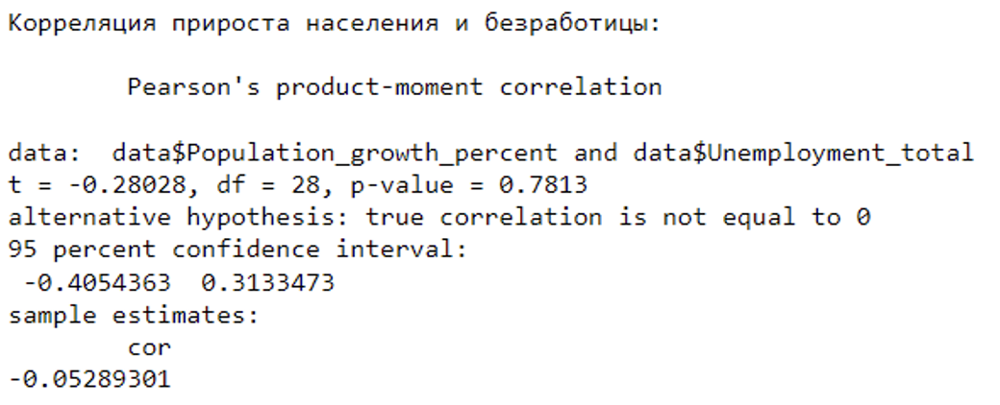 Корреляция прироста населения и безработицы:
Pearson's product-moment correlation
data:  data$Population_growth_percent and data$Unemployment_total
t = -0.28028, df = 28, p-value = 0.7813
alternative hypothesis: true correlation is not equal to 0
95 percent confidence interval:
-0.4054363  0.3133473
sample estimates:
cor
-0.05289301